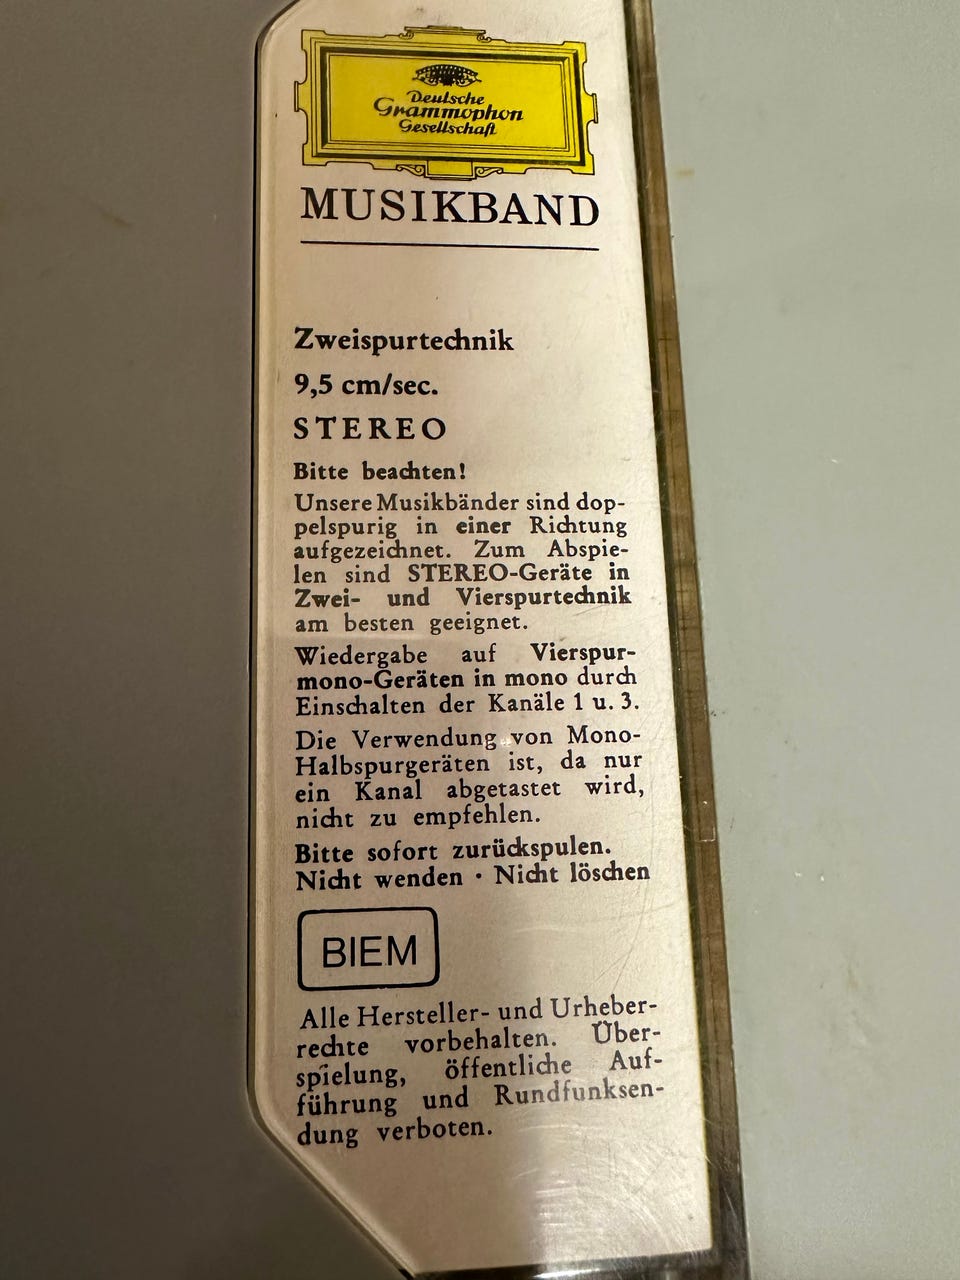 Deutsche
Grammophon
Gesellschaft
MUSIKBAND
Zweispurtechnik
9,5 cm/sec.
STEREO
Bitte beachten!
Unsere Musikbänder sind dop-
pelspurig in einer Richtung
aufgezeichnet. Zum Abspie-
len sind STEREO-Geräte in
Zwei- und Vierspurtechnik
am besten geeignet.
Wiedergabe auf Vierspur-
mono-Geräten in mono durch
Einschalten der Kanäle 1 u. 3.
Die Verwendung von Mono-
Halbspurgeräten ist, da nur
ein Kanal abgetastet wird,
nicht zu empfehlen.
Bitte sofort zurückspulen.
Nicht wenden · Nicht löschen
BIEM
Alle Hersteller- und Urheber-
rechte vorbehalten. Über-
spielung, öffentliche Auf-
führung und Rundfunksen-
dung verboten.